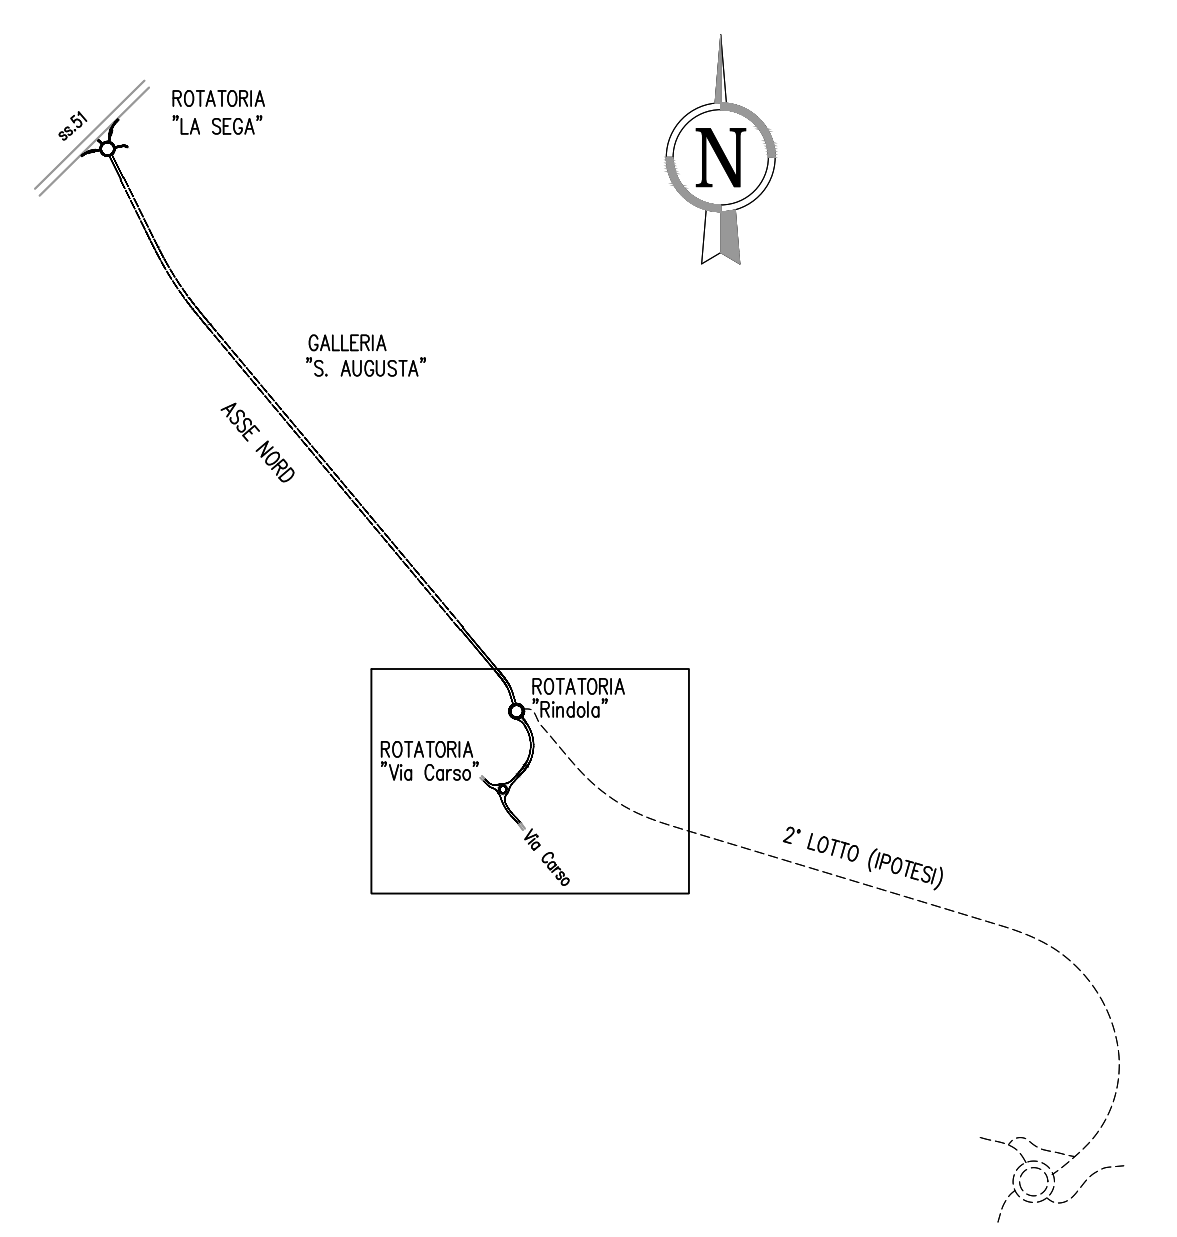 ROTATORIA
"LA SEGA"
ss.51
N
GALLERIA
"S. AUGUSTA"
ASSE NORD
ROTATORIA
"Rindola"
ROTATORIA
"Via Carso"
Via Carso
2° LOTTO (IPOTESI)